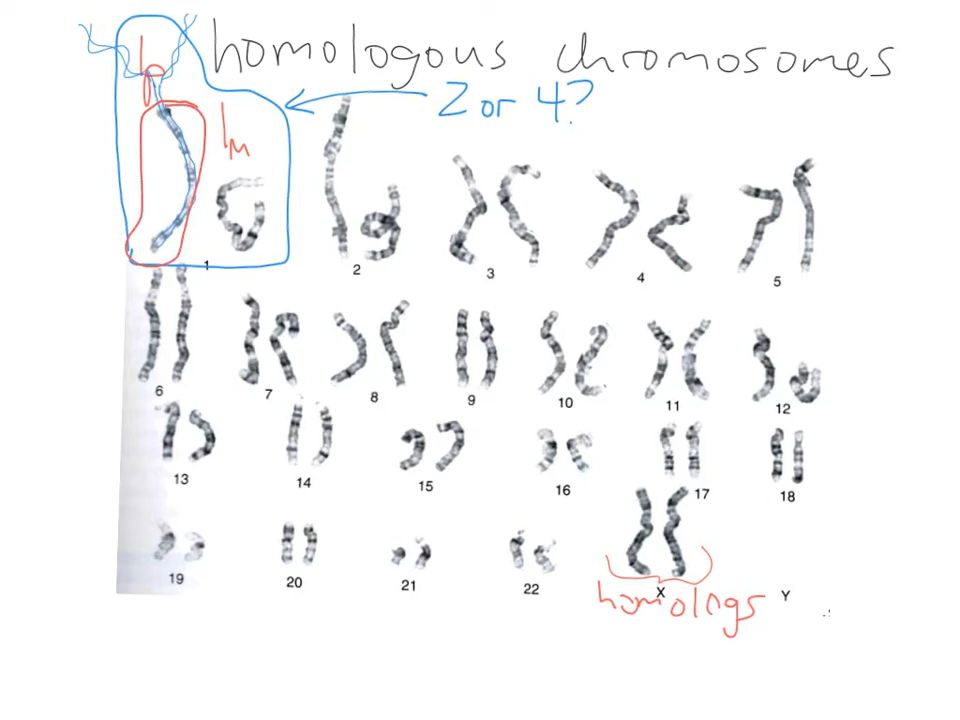 homologous chromosomes
2 or 4?
1p
1M
1 2 3 4 5
6 7 8 9 10 11 12
13 14 15 16 17 18
19 20 21 22 X Y
homologs